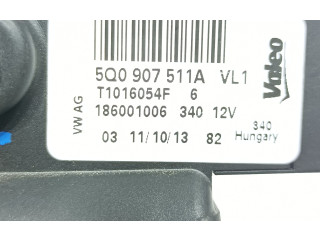 5Q0 907 511A VL1
T1016054F 6
186001006 340 12V
03 11/10/13 82
VW AG
Valeo
340
Hungary